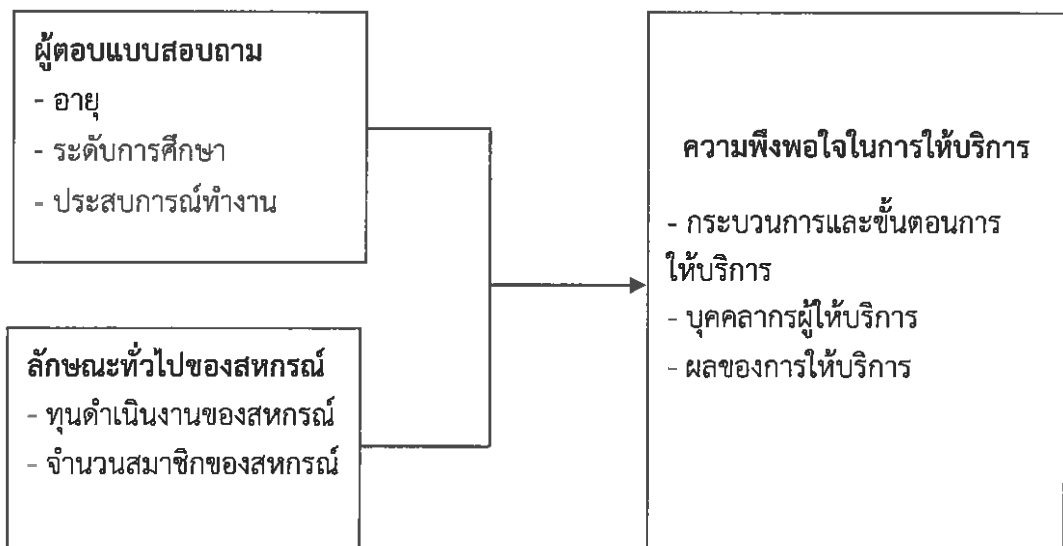 ผู้ตอบแบบสอบถาม
- อายุ
- ระดับการศึกษา
- ประสบการณ์ทำงาน
ลักษณะทั่วไปของสหกรณ์
- ทุนดำเนินงานของสหกรณ์
- จำนวนสมาชิกของสหกรณ์
ความพึงพอใจในการให้บริการ
- กระบวนการและขั้นตอนการ
ให้บริการ
- บุคคลากรผู้ให้บริการ
- ผลของการให้บริการ